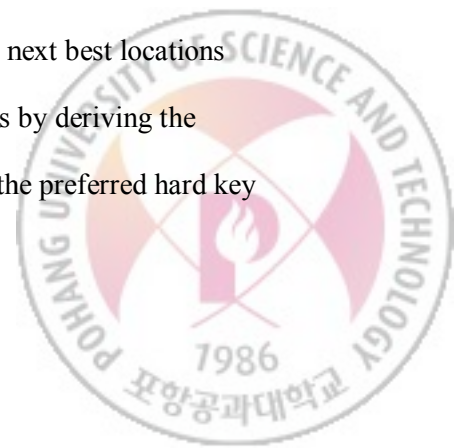 next best locations
s by deriving the
the preferred hard key
POHANG UNIVERSITY OF SCIENCE AND TECHNOLOGY
1986
포항공과대학교